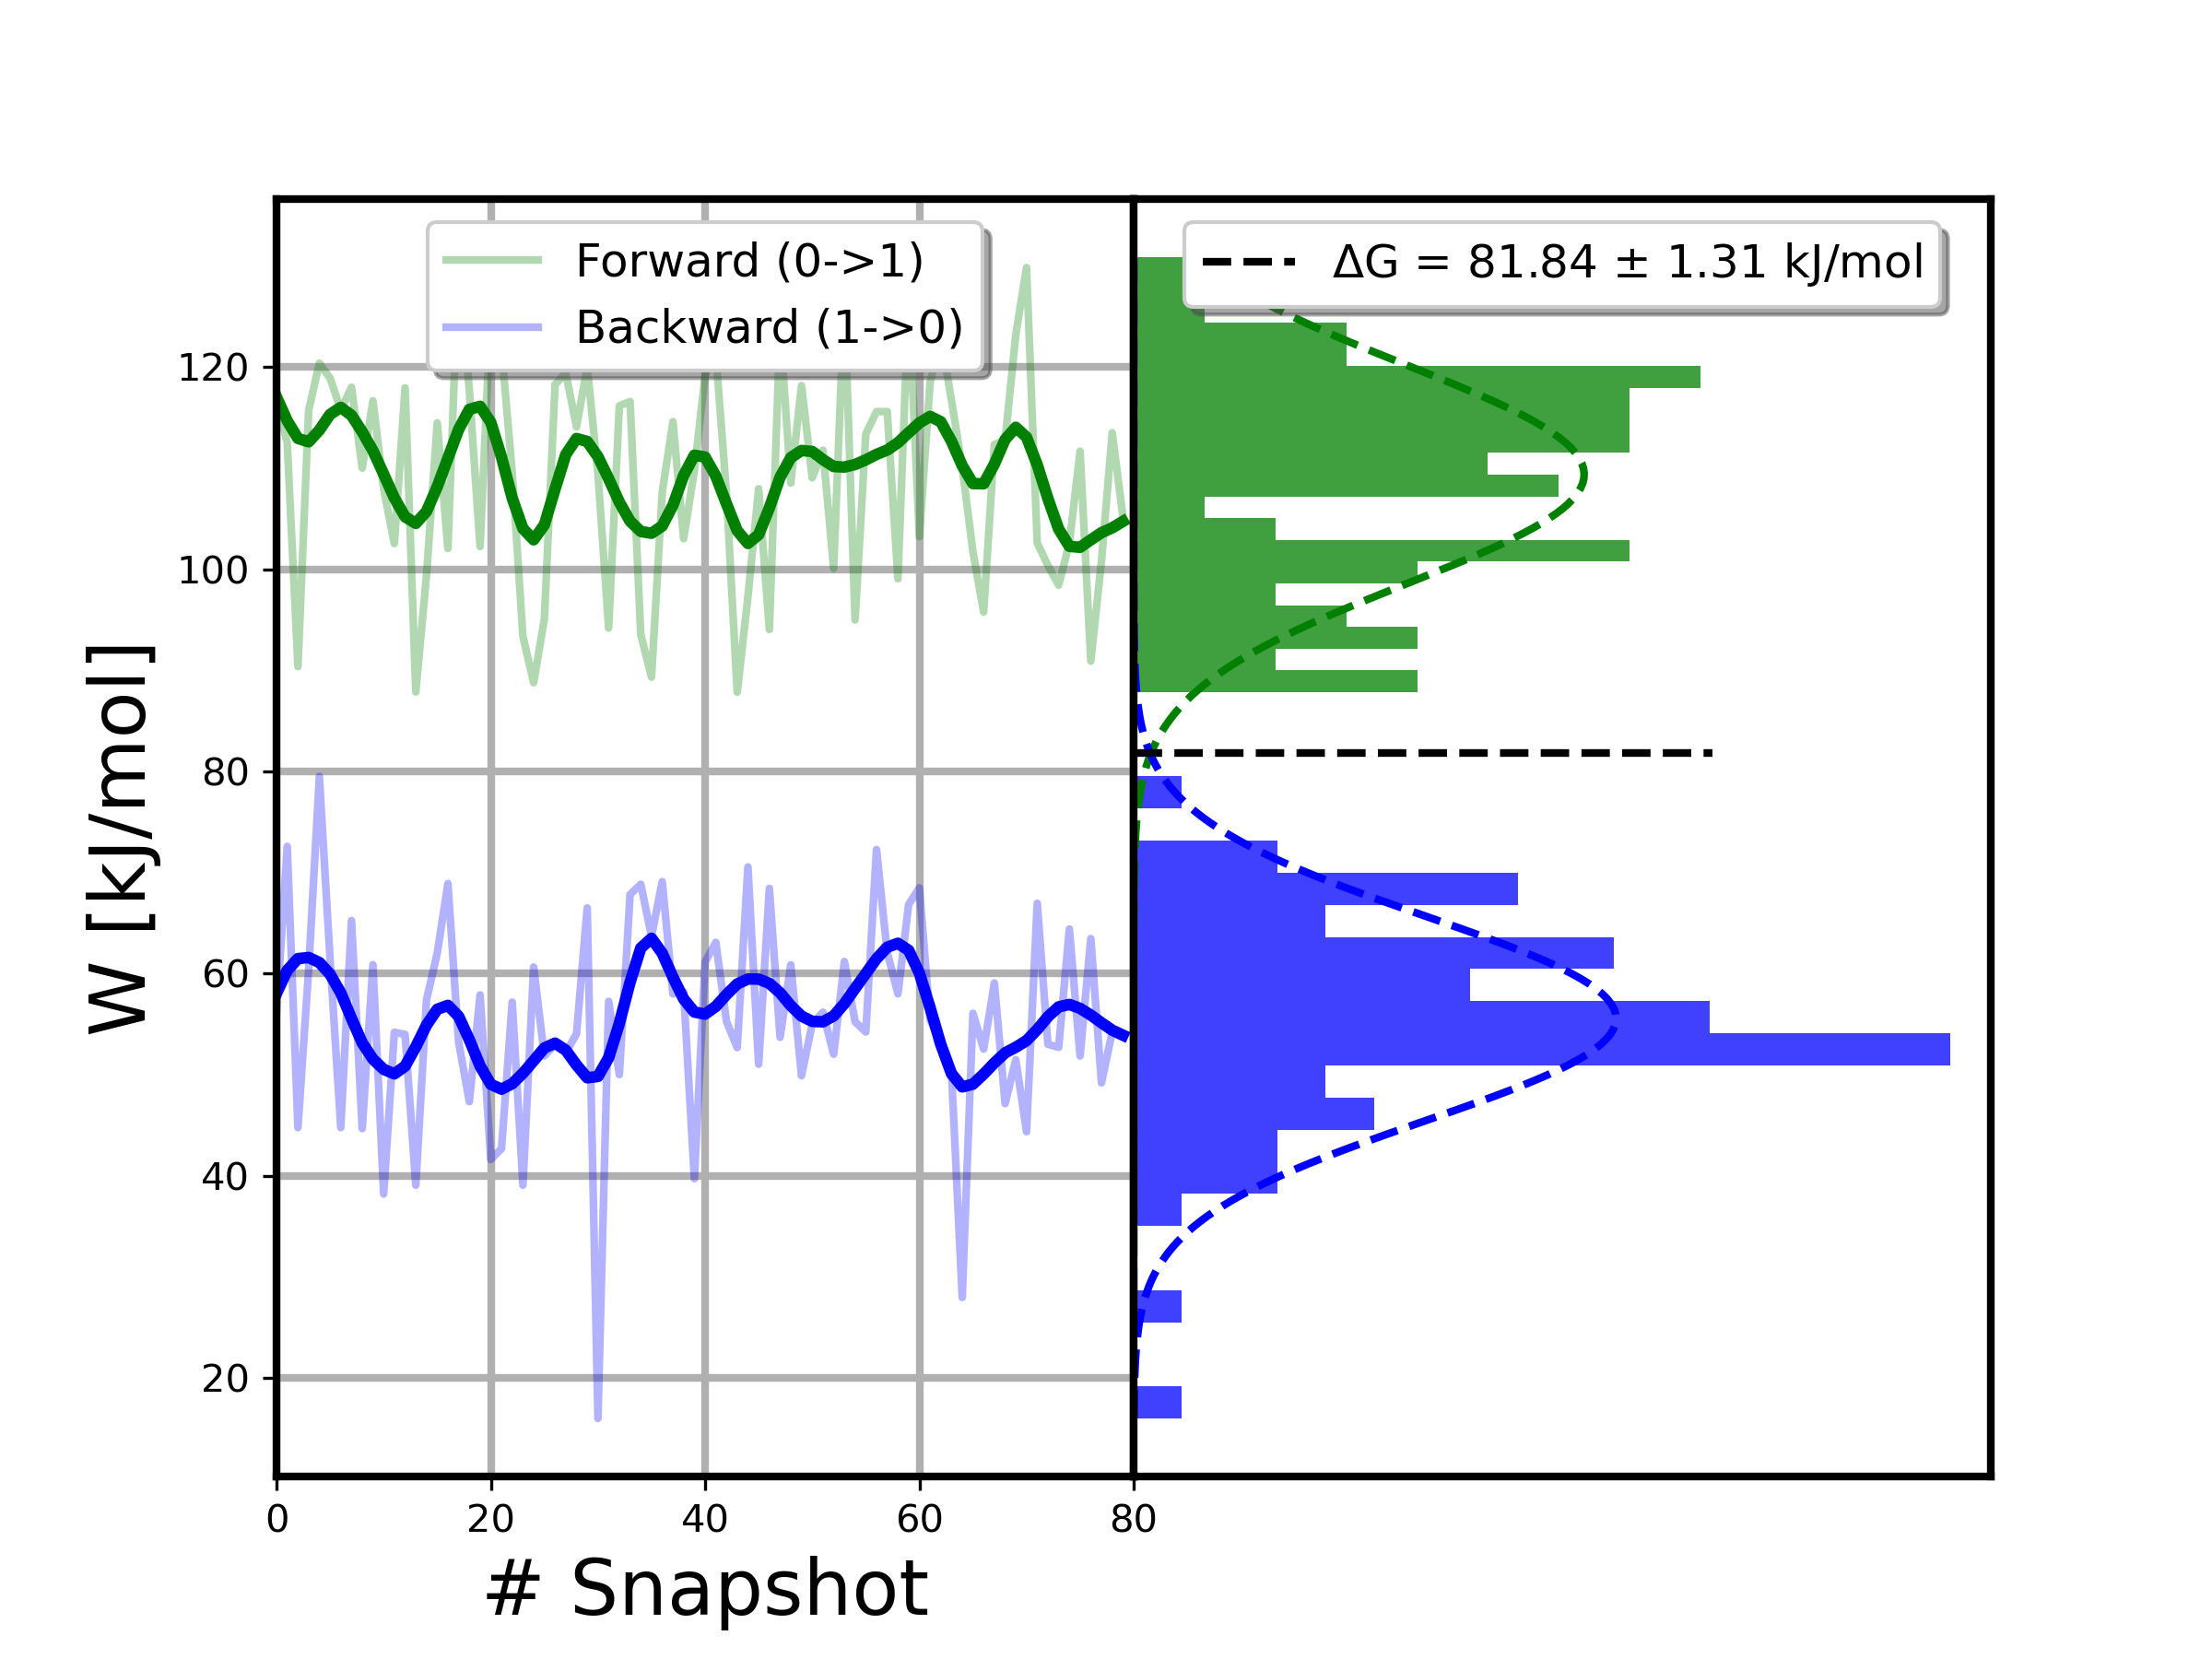 Forward (0->1)
Backward (1->0)
ΔG = 81.84 ± 1.31 kJ/mol
W [kJ/mol]
120
100
80
60
40
20
0 20 40 60 80
# Snapshot